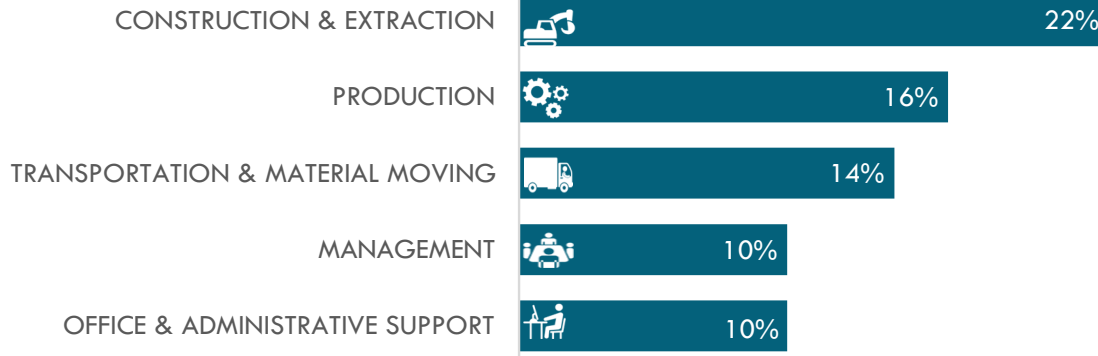 CONSTRUCTION & EXTRACTION 22%
PRODUCTION 16%
TRANSPORTATION & MATERIAL MOVING 14%
MANAGEMENT 10%
OFFICE & ADMINISTRATIVE SUPPORT 10%